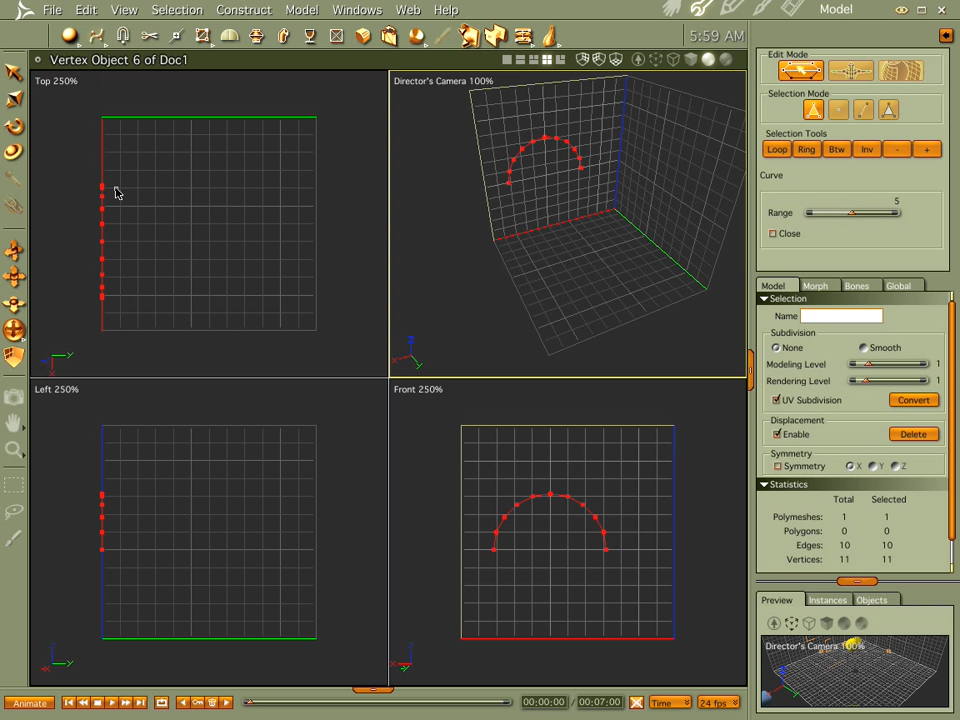 File Edit View Selection Construct Model Windows Web Help
Model
5:59 AM
Vertex Object 6 of Doc1
Top 250%
Director's Camera 100%
Left 250%
Front 250%
Edit Mode
Selection Mode
Selection Tools
Loop Ring Btw Inv - +
Curve
5
Range
Close
Model Morph Bones Global
Selection
Name
Subdivision
None Smooth
Modeling Level 1
Rendering Level 1
UV Subdivision Convert
Displacement
Enable Delete
Symmetry
Symmetry X Y Z
Statistics
Total Selected
Polymeshes: 1 1
Polygons: 0 0
Edges: 10 10
Vertices: 11 11
Preview Instances Objects
Director's Camera 100%
Animate
00:00:00 / 00:07:00
Time
24 fps